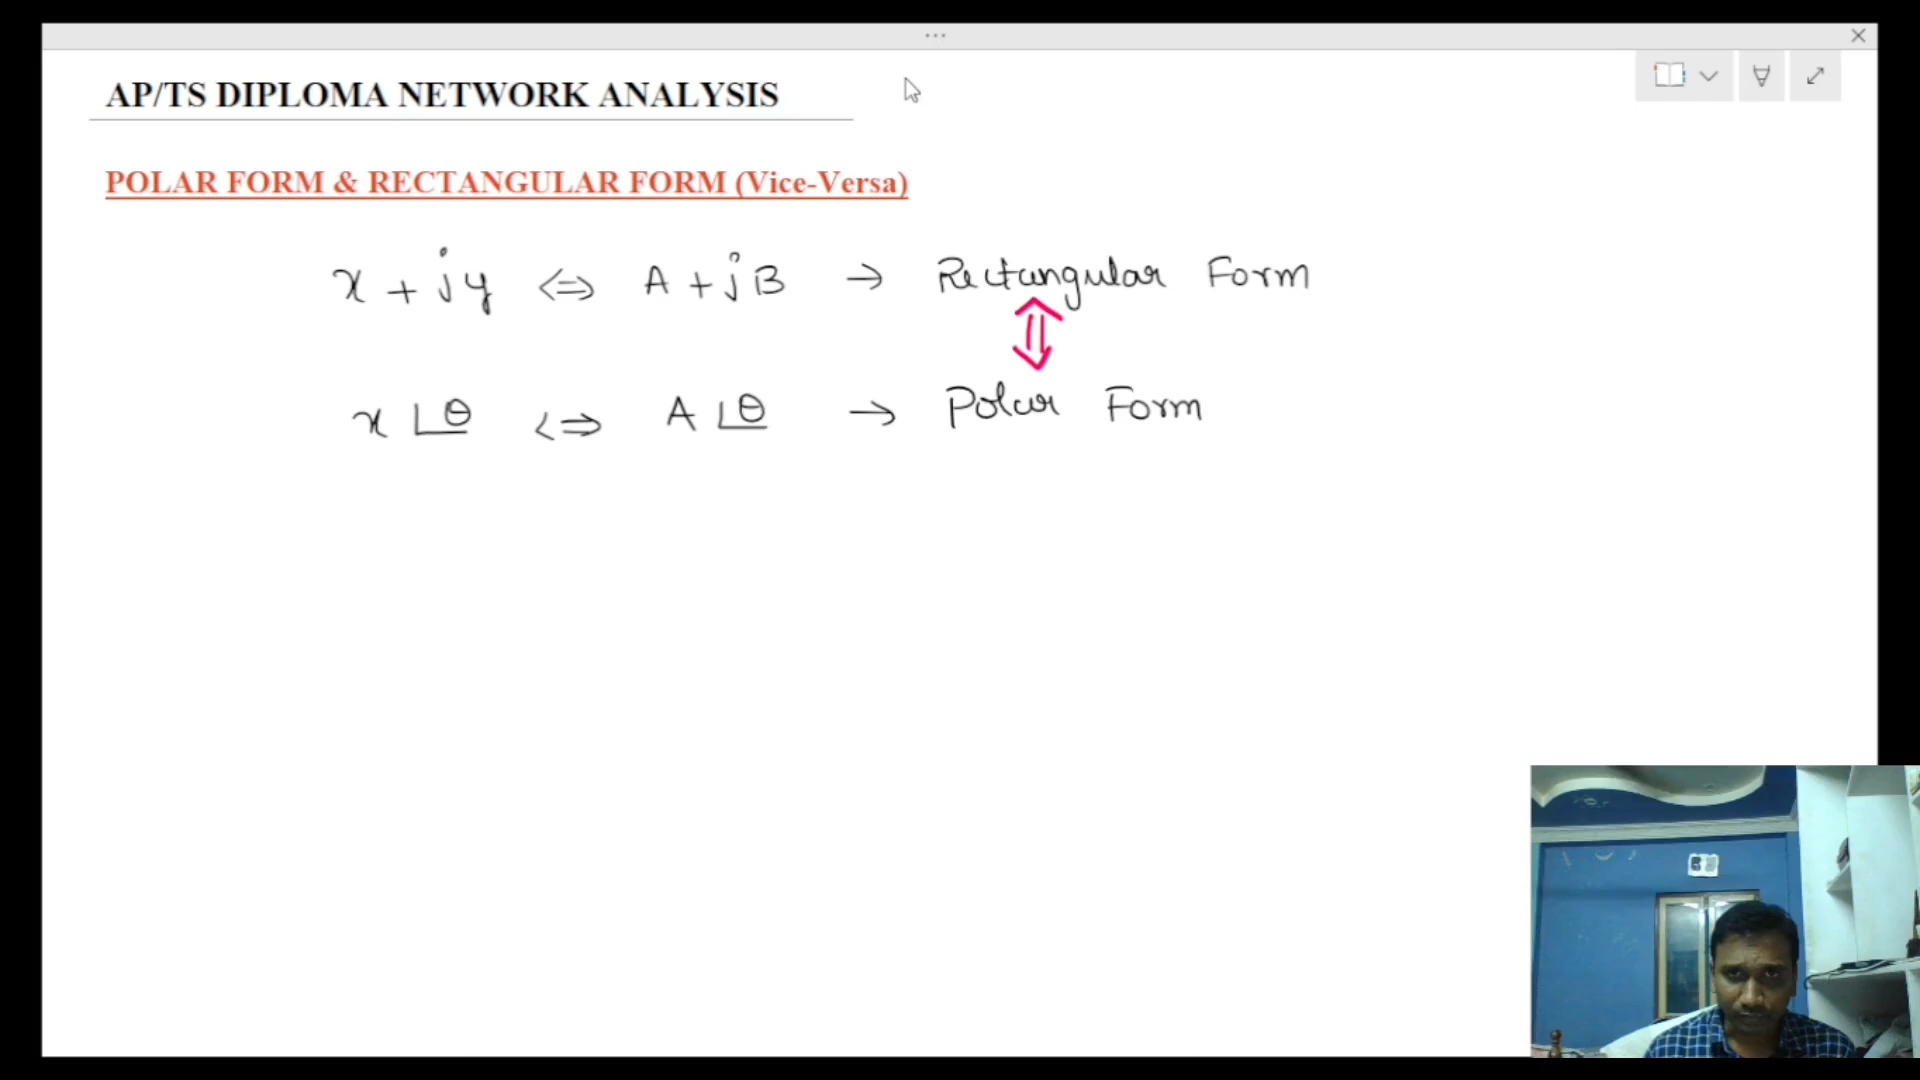 AP/TS DIPLOMA NETWORK ANALYSIS
POLAR FORM & RECTANGULAR FORM (Vice-Versa)
x + jy ⇔ A + jB → Rectangular Form
⇕
x ∠θ ⇔ A ∠θ → Polar Form